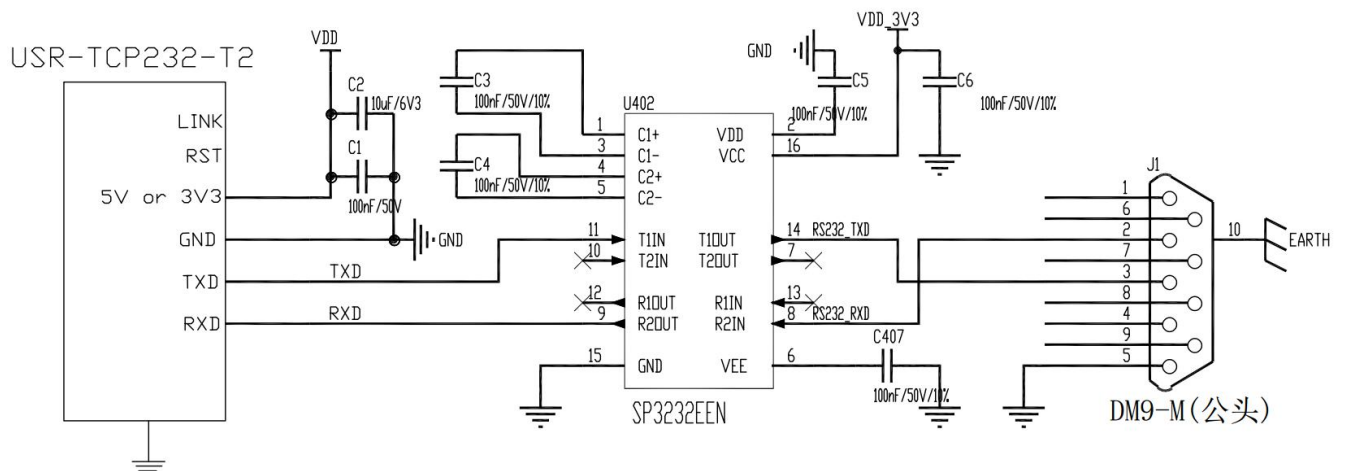 USR-TCP232-T2
LINK
RST
5V or 3V3
GND
TXD
RXD
VDD
C2
10uF/6V3
C1
100nF/50V
GND
TXD
RXD
C3
100nF/50V/10%
C4
100nF/50V/10%
U402
1 C1+ VDD 2
3 C1- VCC 16
4 C2+
5 C2-
11 T1IN T1OUT 14 RS232_TXD
10 T2IN T2OUT 7
12 R1OUT R1IN 13
9 R2OUT R2IN 8 RS232_RXD
15 GND VEE 6
SP3232EEN
GND
C5
100nF/50V/10%
VDD_3V3
C6
100nF/50V/10%
C407
100nF/50V/10%
J1
1
6
2
7
3
8
4
9
5
10
EARTH
DM9-M(公头)